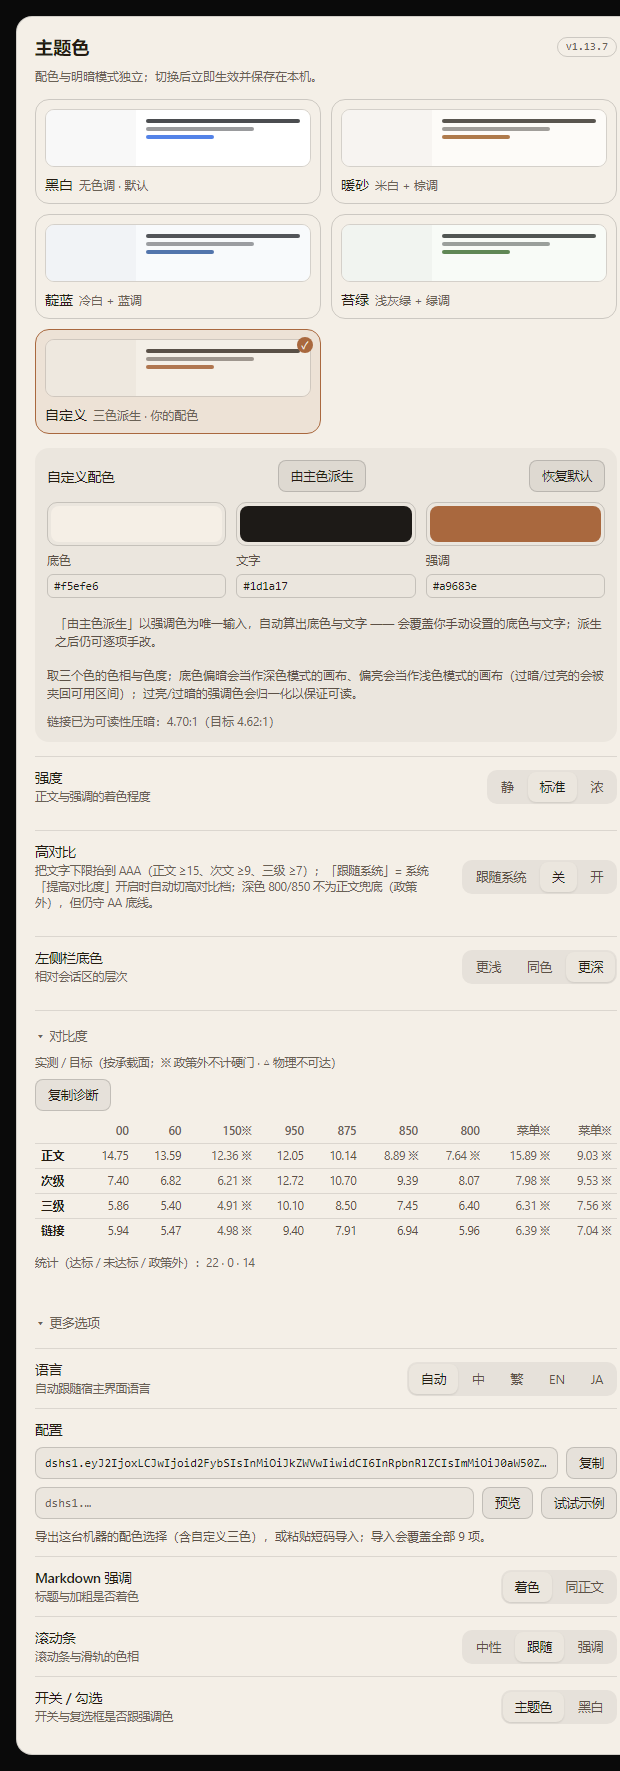 主题色
v1.13.7
配色与明暗模式独立；切换后立即生效并保存在本机。
黑白 无色调 · 默认
暖砂 米白 + 棕调
靛蓝 冷白 + 蓝调
苔绿 浅灰绿 + 绿调
自定义 三色派生 · 你的配色
自定义配色
由主色派生
恢复默认
底色
文字
强调
#f5efe6
#1d1a17
#a9683e
「由主色派生」以强调色为唯一输入，自动算出底色与文字 —— 会覆盖你手动设置的底色与文字；派生
之后仍可逐项手改。
取三个色的色相与色度；底色偏暗会当作深色模式的画布、偏亮会当作浅色模式的画布（过暗/过亮的会被
夹回可用区间）；过亮/过暗的强调色会归一化以保证可读。
链接已为可读性压暗：4.70:1（目标 4.62:1）
强度
正文与强调的着色程度
静 标准 浓
高对比
把文字下限抬到 AAA（正文 ≥15、次文 ≥9、三级 ≥7）；「跟随系统」= 系统
「提高对比度」开启时自动切高对比档；深色 800/850 不为正文兜底（政策
外），但仍守 AA 底线。
跟随系统 关 开
左侧栏底色
相对会话区的层次
更浅 同色 更深
▾ 对比度
实测 / 目标（按承载面；※ 政策外不计硬门 · ▵ 物理不可达）
复制诊断
00 60 150※ 950 875 850 800 菜单※ 菜单※
正文 14.75 13.59 12.36 ※ 12.05 10.14 8.89 ※ 7.64 ※ 15.89 ※ 9.03 ※
次级 7.40 6.82 6.21 ※ 12.72 10.70 9.39 8.07 7.98 ※ 9.53 ※
三级 5.86 5.40 4.91 ※ 10.10 8.50 7.45 6.40 6.31 ※ 7.56 ※
链接 5.94 5.47 4.98 ※ 9.40 7.91 6.94 5.96 6.39 ※ 7.04 ※
统计（达标 / 未达标 / 政策外）：22 · 0 · 14
▾ 更多选项
语言
自动跟随宿主界面语言
自动 中 繁 EN JA
配置
dshs1.eyJ2IjoxLCJwIjoid2FybSIsInMiOiJkZWVwIiwidCI6InRpbnRlZCIsImMiOiJ0aW50Z…
复制
dshs1.…
预览
试试示例
导出这台机器的配色选择（含自定义三色），或粘贴短码导入；导入会覆盖全部 9 项。
Markdown 强调
标题与加粗是否着色
着色 同正文
滚动条
滚动条与滑轨的色相
中性 跟随 强调
开关 / 勾选
开关与复选框是否跟强调色
主题色 黑白